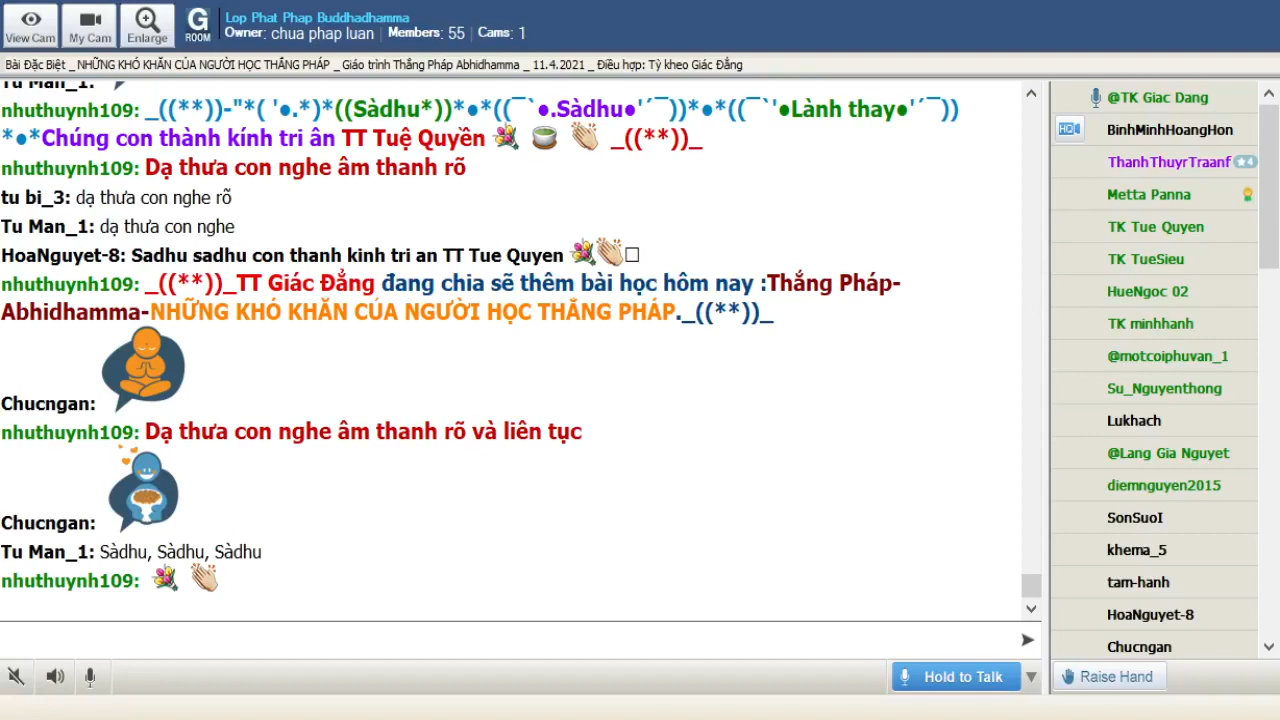 View Cam
My Cam
Enlarge
G
ROOM
Lop Phat Phap Buddhadhamma
Owner: chua phap luan | Members: 55 | Cams: 1
Bài Đặc Biệt _ NHỮNG KHÓ KHĂN CỦA NGƯỜI HỌC THẮNG PHÁP _ Giáo trình Thắng Pháp Abhidhamma _ 11.4.2021 _ Điều hợp: Tỳ kheo Giác Đẳng
Tu Man_1:
nhuthuynh109: _((**))-"*( '●.*)*((Sàdhu*))*●*((¯`●.Sàdhu●'´¯))*●*((¯`'●Lành thay●'´¯))
*●*Chúng con thành kính tri ân TT Tuệ Quyền _((**))_
nhuthuynh109: Dạ thưa con nghe âm thanh rõ
tu bi_3: dạ thưa con nghe rõ
Tu Man_1: dạ thưa con nghe
HoaNguyet-8: Sadhu sadhu con thanh kinh tri an TT Tue Quyen
nhuthuynh109: _((**))_TT Giác Đẳng đang chia sẽ thêm bài học hôm nay :Thắng Pháp-
Abhidhamma-NHỮNG KHÓ KHĂN CỦA NGƯỜI HỌC THẮNG PHÁP._((**))_
Chucngan:
nhuthuynh109: Dạ thưa con nghe âm thanh rõ và liên tục
Chucngan:
Tu Man_1: Sàdhu, Sàdhu, Sàdhu
nhuthuynh109:
Hold to Talk
@TK Giac Dang
HQ
BinhMinhHoangHon
ThanhThuyrTraanf ★4
Metta Panna
TK Tue Quyen
TK TueSieu
HueNgoc 02
TK minhhanh
@motcoiphuvan_1
Su_Nguyenthong
Lukhach
@Lang Gia Nguyet
diemnguyen2015
SonSuoI
khema_5
tam-hanh
HoaNguyet-8
Chucngan
Raise Hand